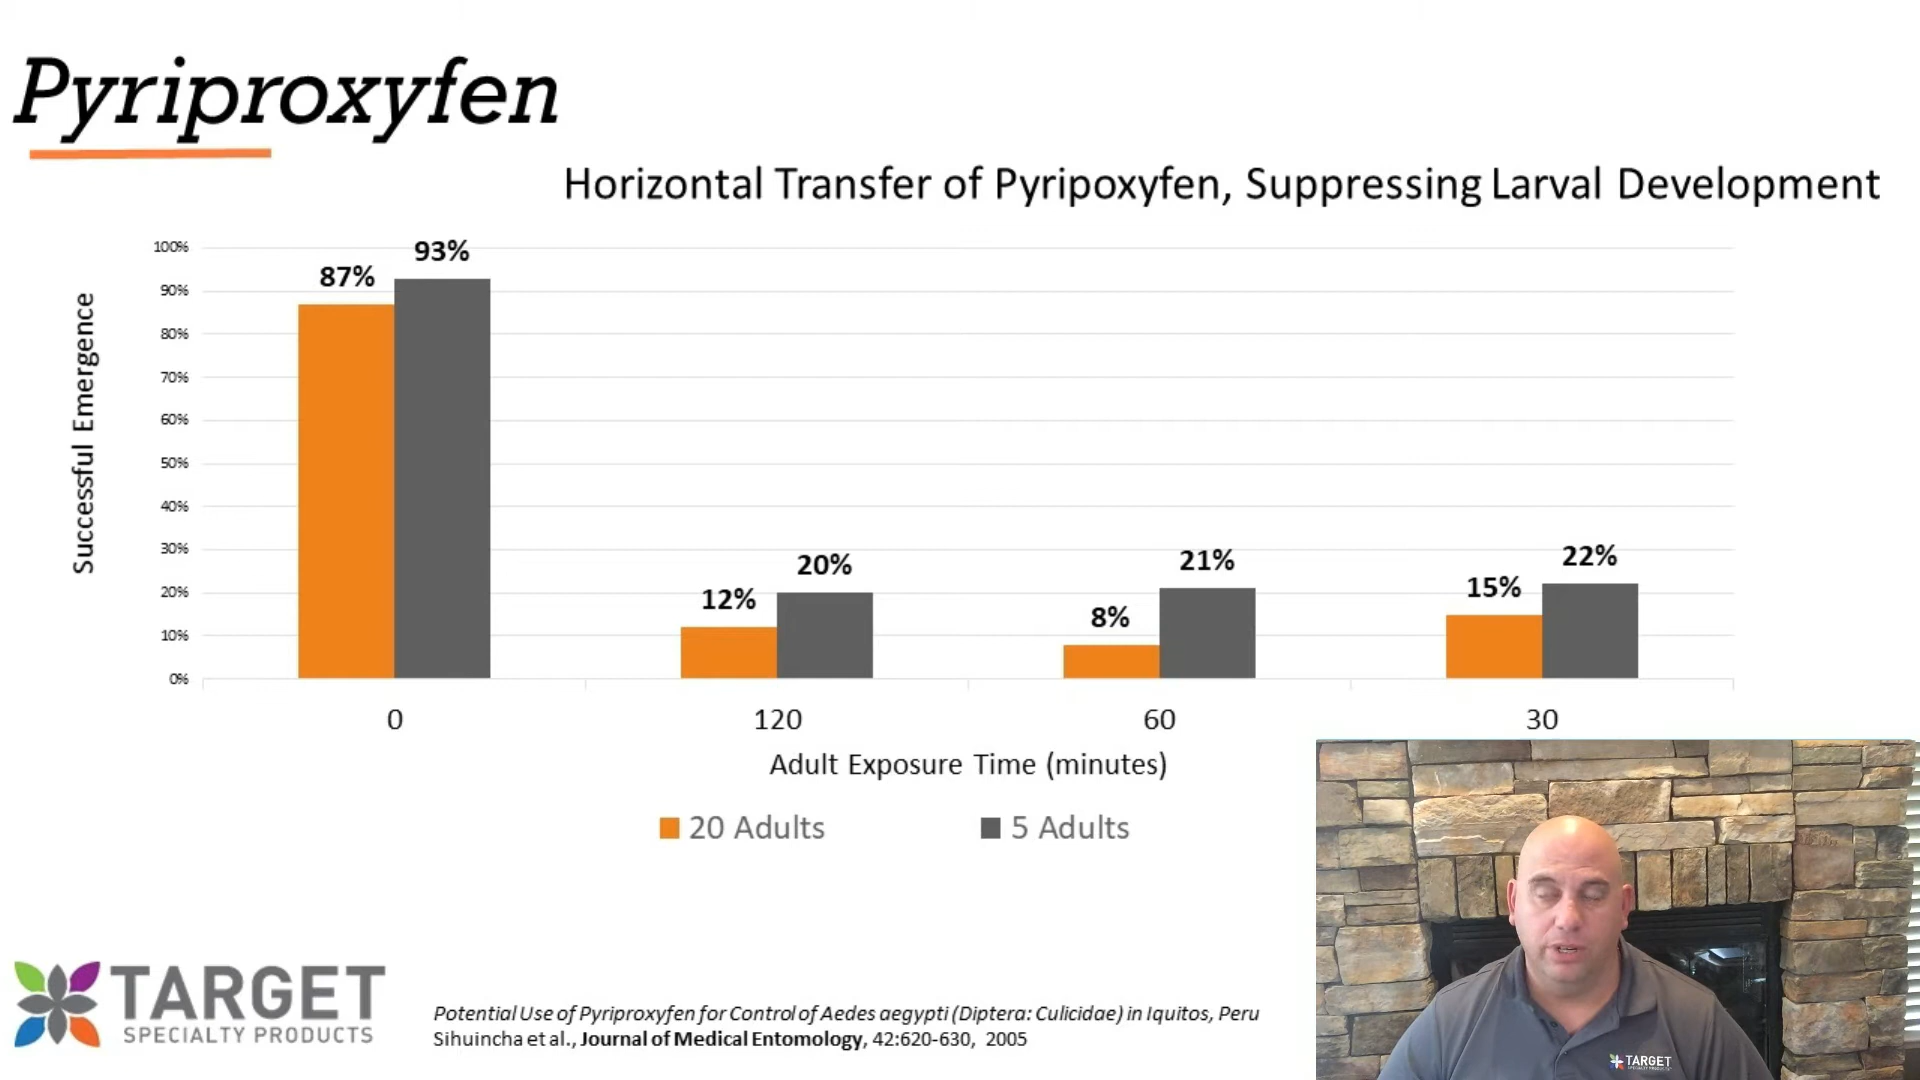 Pyriproxyfen
Horizontal Transfer of Pyripoxyfen, Suppressing Larval Development
Successful Emergence
100%
90%
80%
70%
60%
50%
40%
30%
20%
10%
0%
87%
93%
12%
20%
8%
21%
15%
22%
0
120
60
30
Adult Exposure Time (minutes)
20 Adults
5 Adults
TARGET
SPECIALTY PRODUCTS
Potential Use of Pyriproxyfen for Control of Aedes aegypti (Diptera: Culicidae) in Iquitos, Peru
Sihuincha et al., Journal of Medical Entomology, 42:620-630, 2005
TARGET
SPECIALTY PRODUCTS